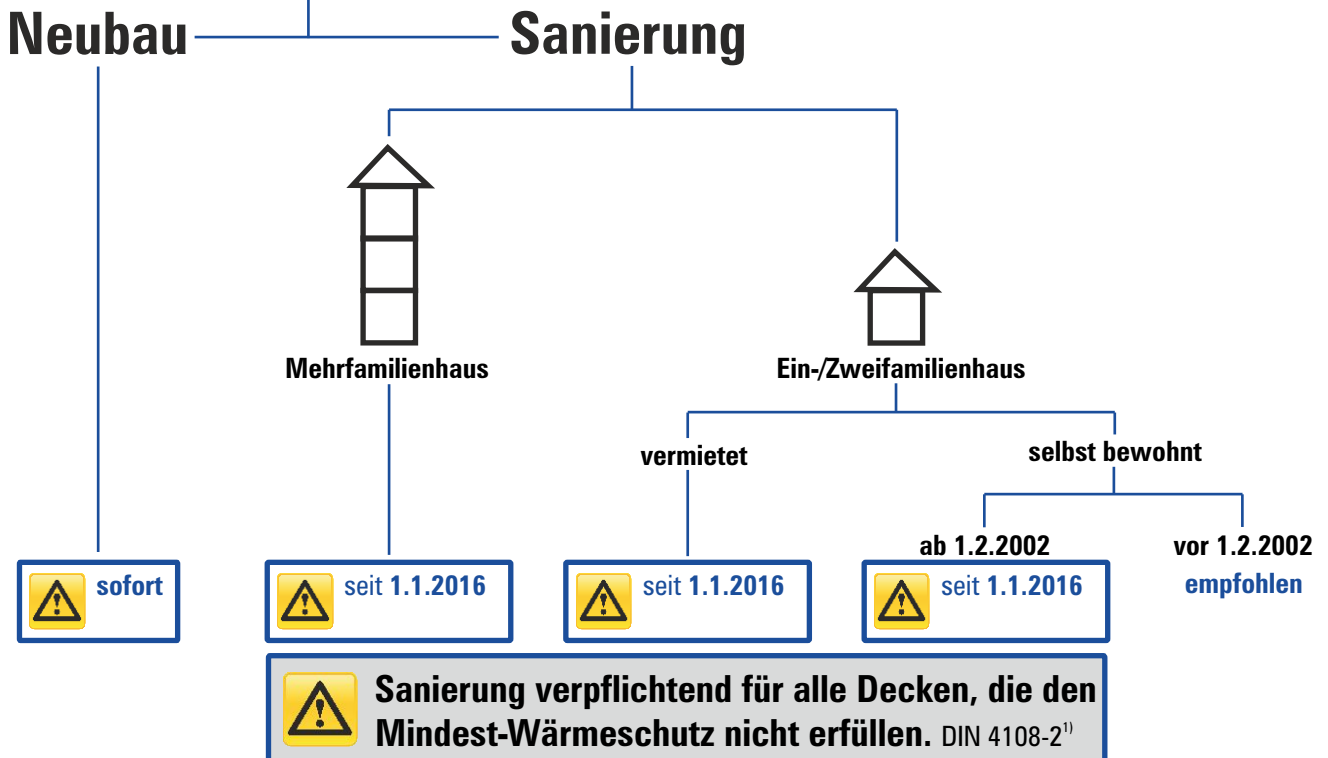 Neubau
Sanierung
Mehrfamilienhaus
Ein-/Zweifamilienhaus
vermietet
selbst bewohnt
ab 1.2.2002
vor 1.2.2002
empfohlen
sofort
seit 1.1.2016
seit 1.1.2016
seit 1.1.2016
Sanierung verpflichtend für alle Decken, die den
Mindest-Wärmeschutz nicht erfüllen. DIN 4108-2¹⁾